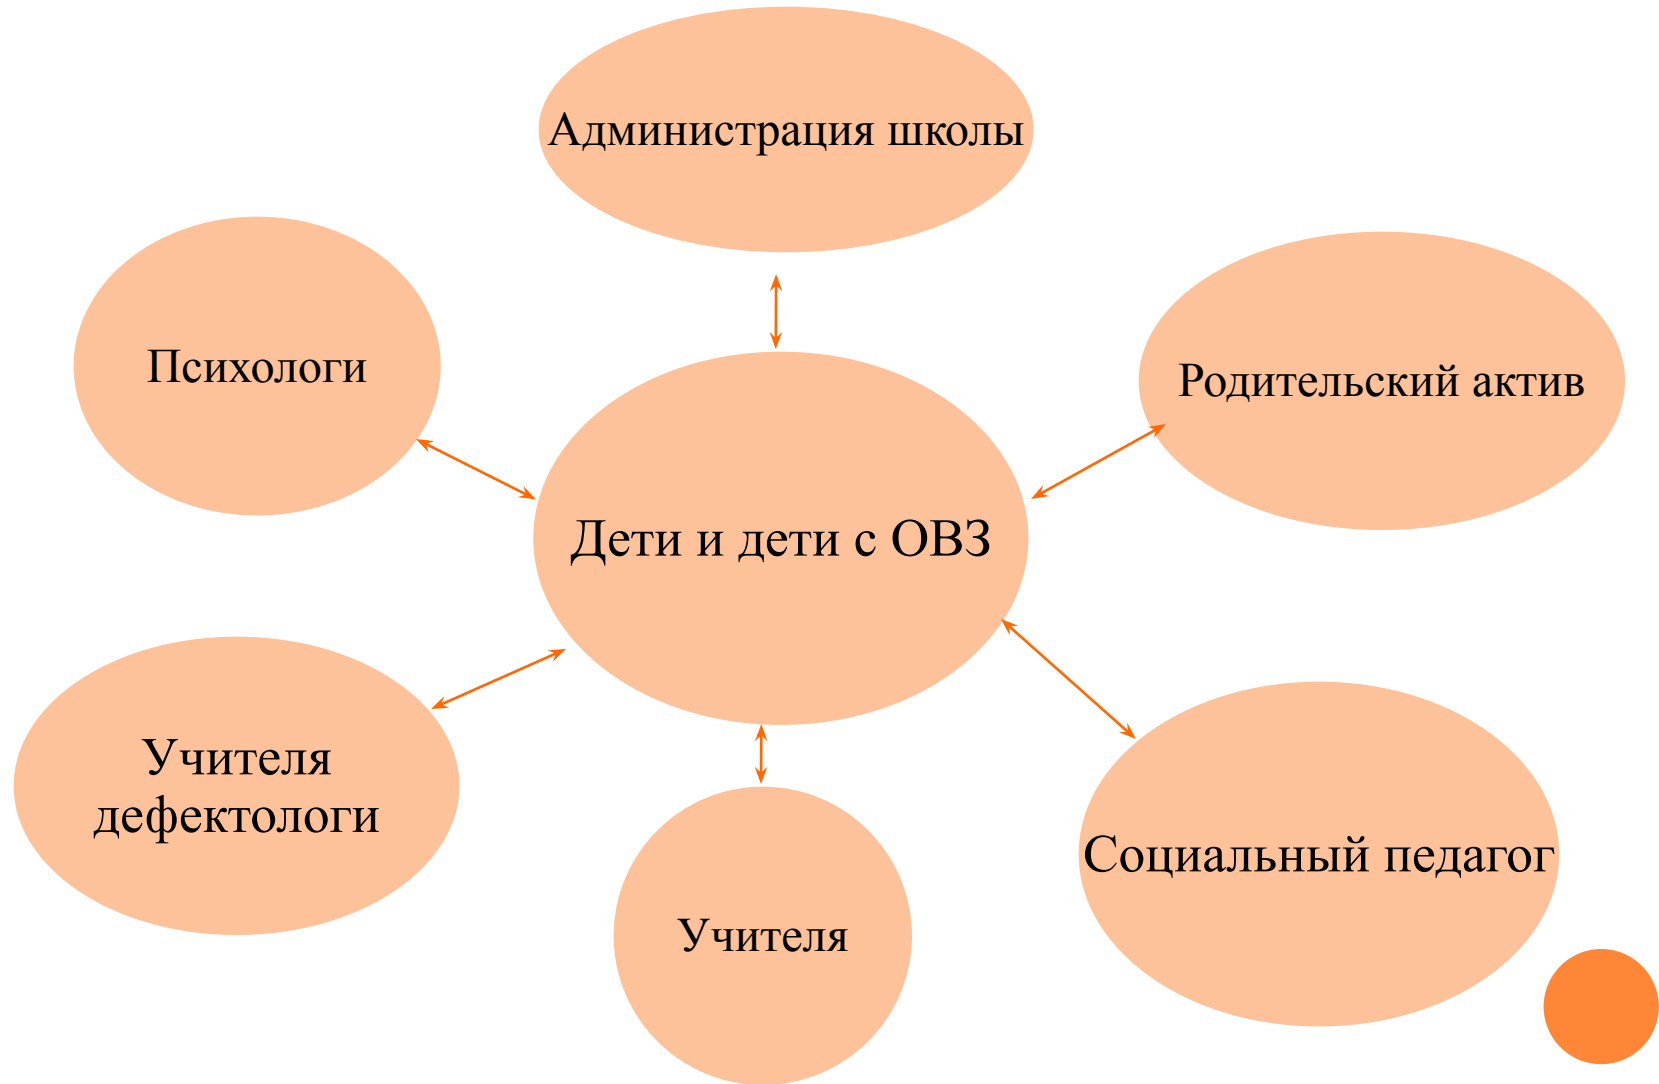 Администрация школы
Психологи
Родительский актив
Дети и дети с ОВЗ
Учителя
дефектологи
Социальный педагог
Учителя